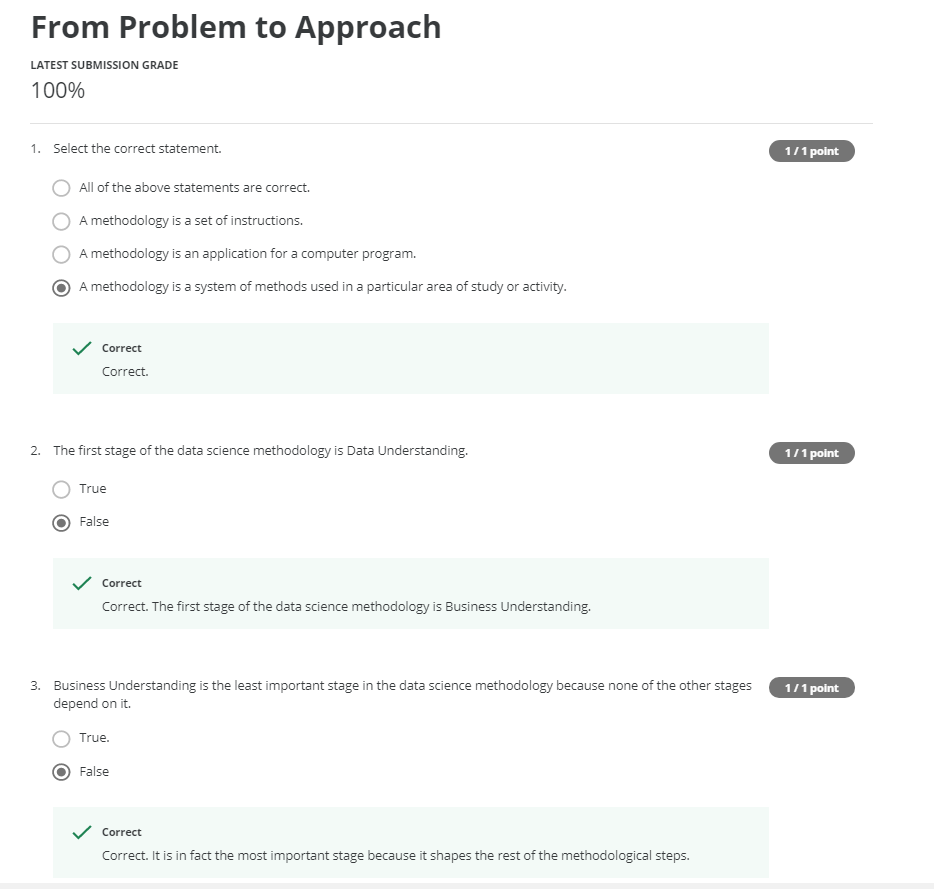 From Problem to Approach
LATEST SUBMISSION GRADE
100%
1. Select the correct statement.
1 / 1 point
All of the above statements are correct.
A methodology is a set of instructions.
A methodology is an application for a computer program.
A methodology is a system of methods used in a particular area of study or activity.
Correct
Correct.
2. The first stage of the data science methodology is Data Understanding.
1 / 1 point
True
False
Correct
Correct. The first stage of the data science methodology is Business Understanding.
3. Business Understanding is the least important stage in the data science methodology because none of the other stages
depend on it.
1 / 1 point
True.
False
Correct
Correct. It is in fact the most important stage because it shapes the rest of the methodological steps.